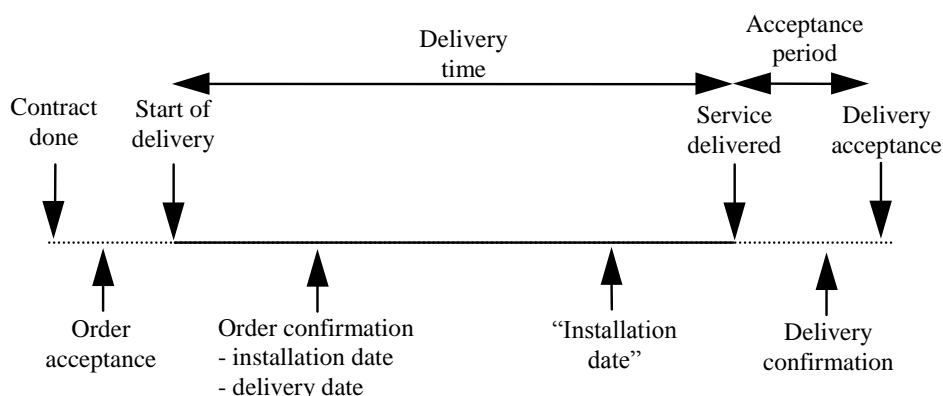 Delivery
time
Acceptance
period
Contract
done
Start of
delivery
Service
delivered
Delivery
acceptance
Order
acceptance
Order confirmation
- installation date
- delivery date
“Installation
date”
Delivery
confirmation